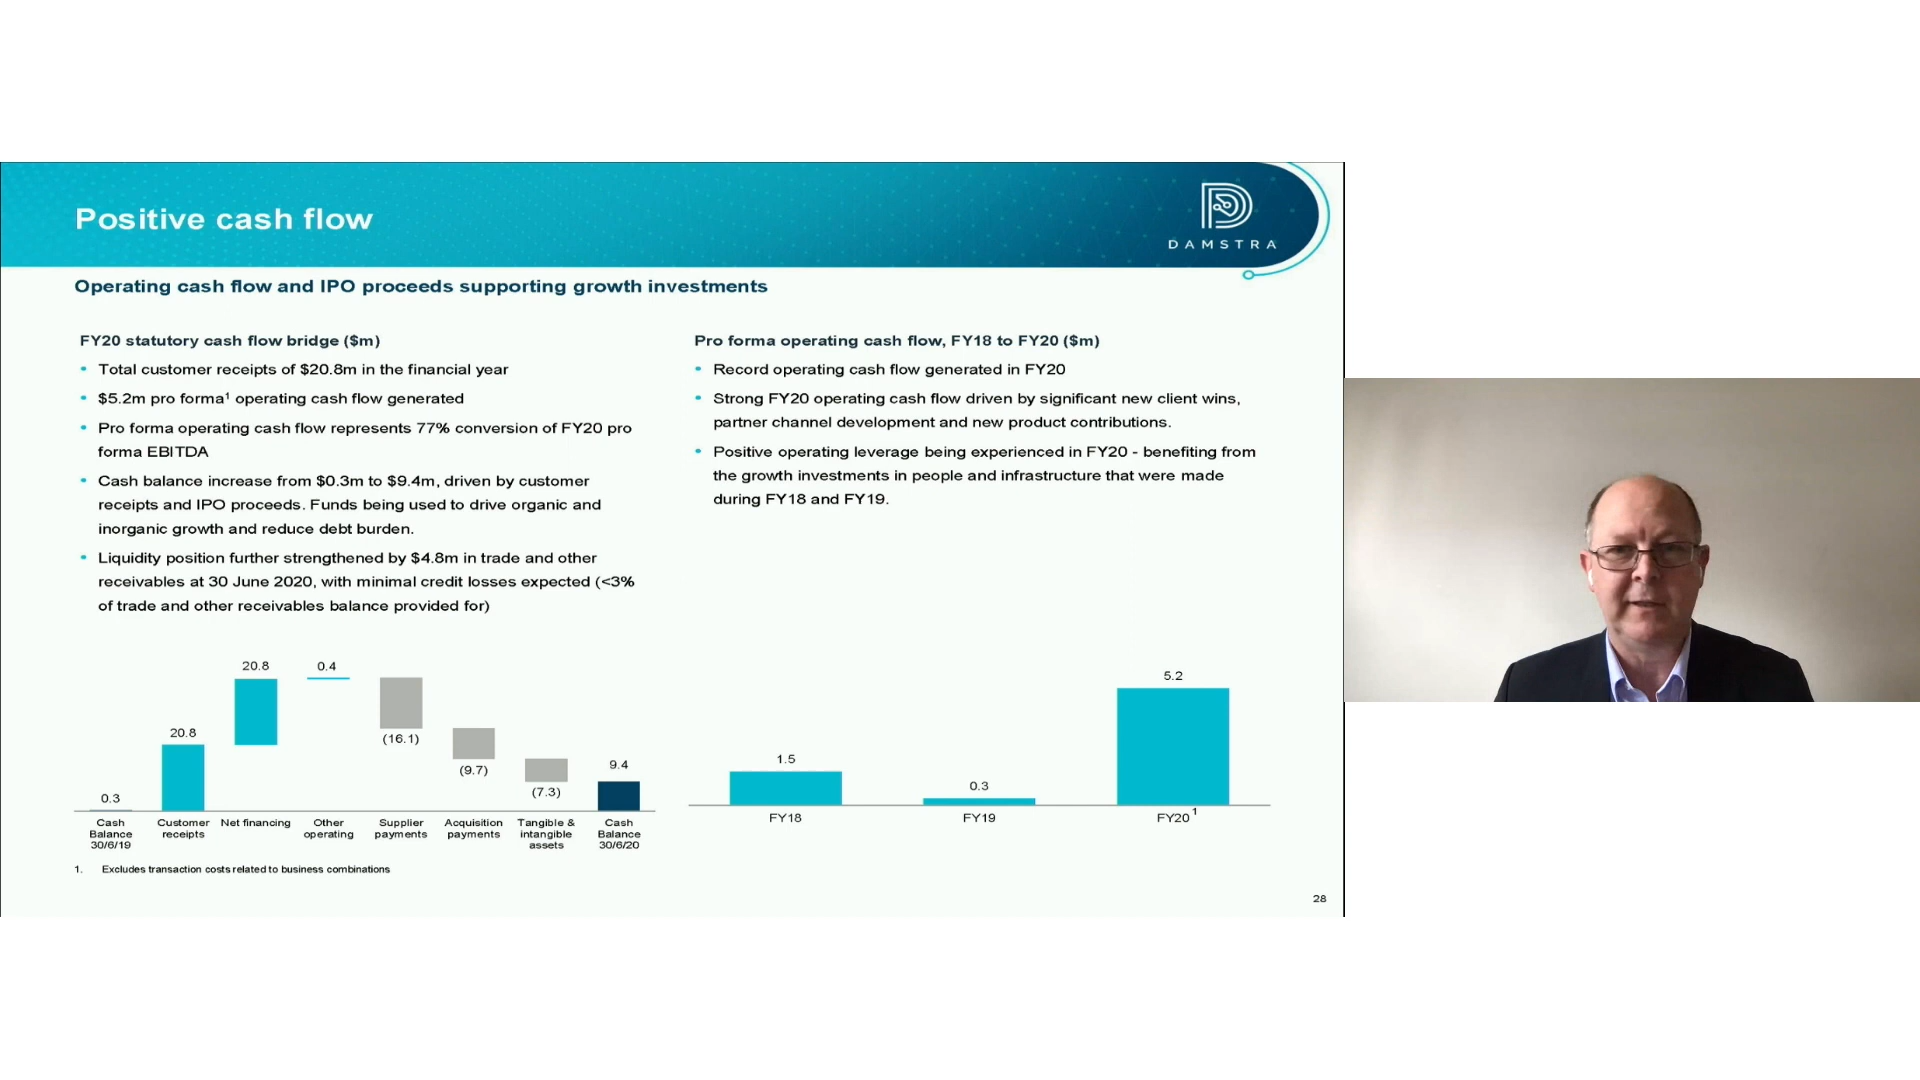 Positive cash flow
DAMSTRA
Operating cash flow and IPO proceeds supporting growth investments
FY20 statutory cash flow bridge ($m)
• Total customer receipts of $20.8m in the financial year
• $5.2m pro forma¹ operating cash flow generated
• Pro forma operating cash flow represents 77% conversion of FY20 pro
forma EBITDA
• Cash balance increase from $0.3m to $9.4m, driven by customer
receipts and IPO proceeds. Funds being used to drive organic and
inorganic growth and reduce debt burden.
• Liquidity position further strengthened by $4.8m in trade and other
receivables at 30 June 2020, with minimal credit losses expected (<3%
of trade and other receivables balance provided for)
Pro forma operating cash flow, FY18 to FY20 ($m)
• Record operating cash flow generated in FY20
• Strong FY20 operating cash flow driven by significant new client wins,
partner channel development and new product contributions.
• Positive operating leverage being experienced in FY20 - benefiting from
the growth investments in people and infrastructure that were made
during FY18 and FY19.
0.3
20.8
20.8
0.4
(16.1)
(9.7)
(7.3)
9.4
Cash
Balance
30/6/19
Customer
receipts
Net financing
Other
operating
Supplier
payments
Acquisition
payments
Tangible &
intangible
assets
Cash
Balance
30/6/20
1.5
0.3
5.2
FY18
FY19
FY20¹
1. Excludes transaction costs related to business combinations
28